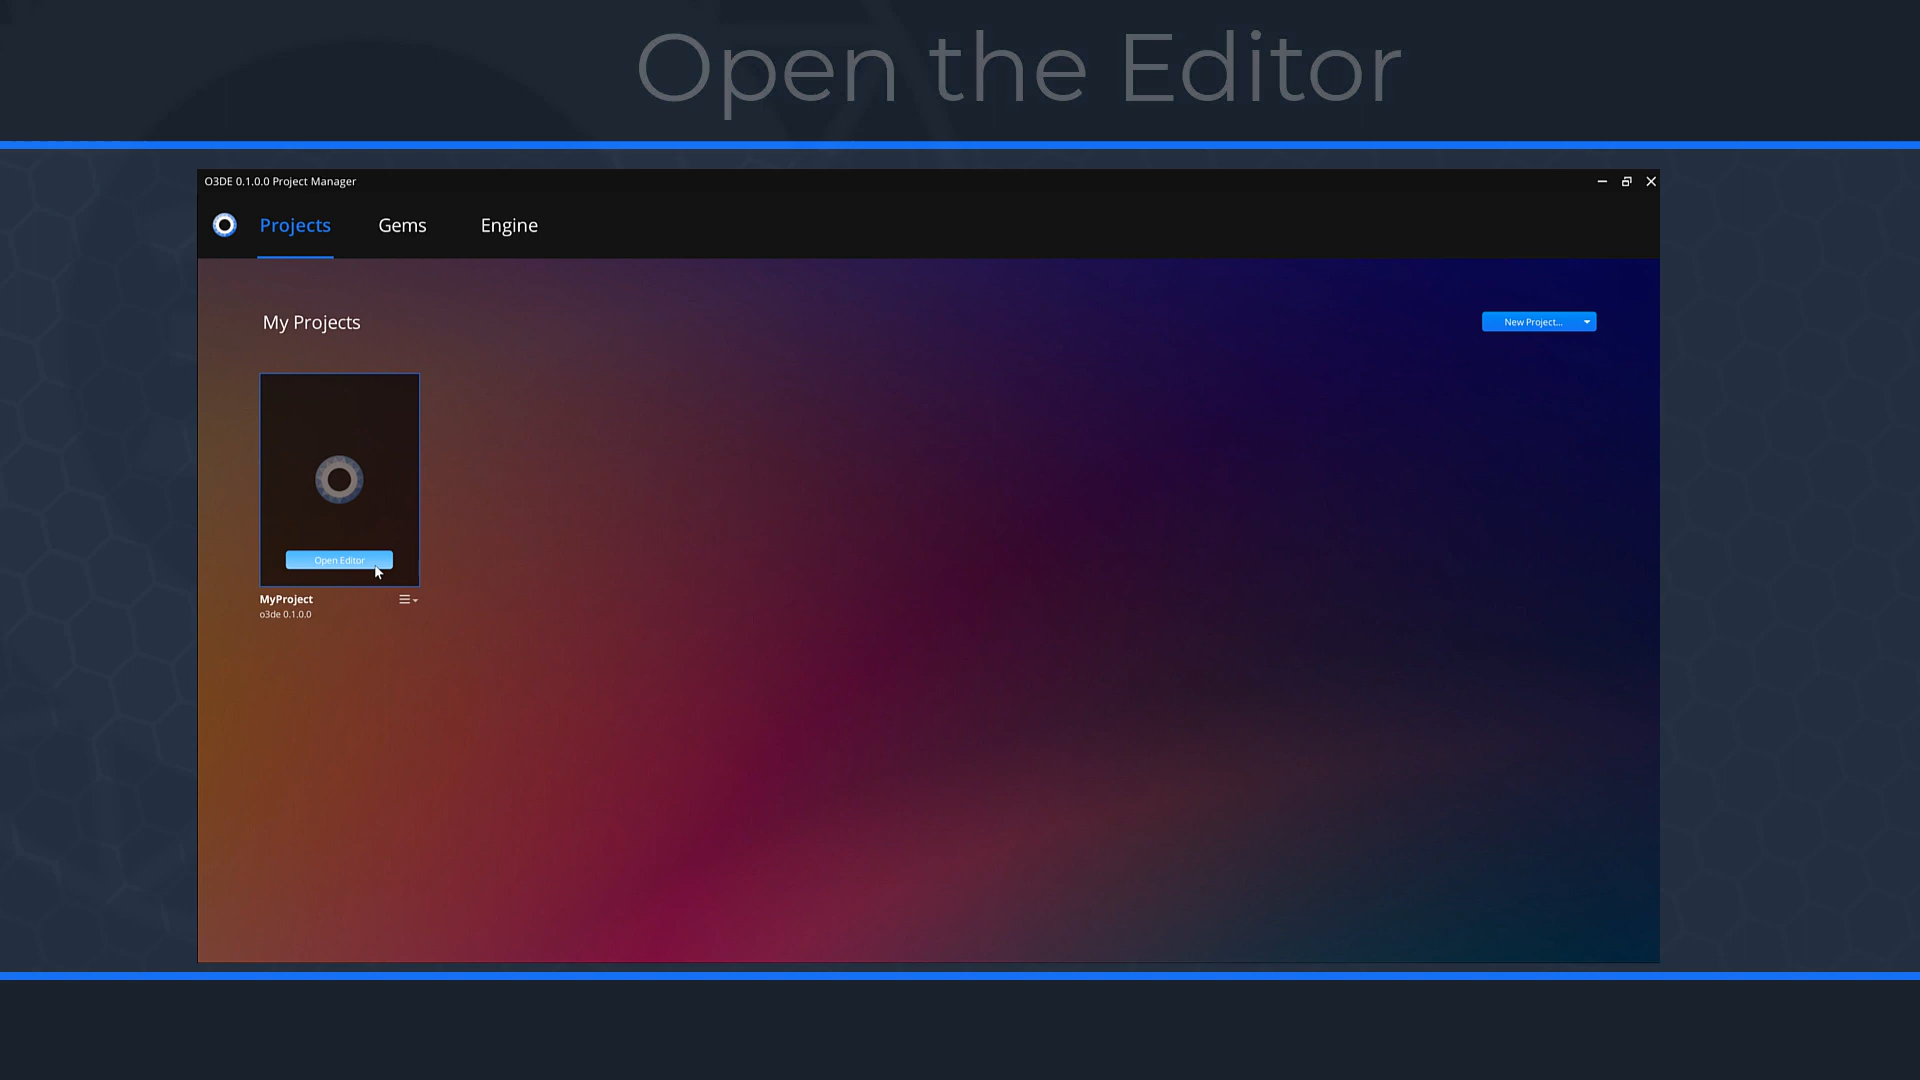 Open the Editor
O3DE 0.1.0.0 Project Manager
Projects
Gems
Engine
My Projects
New Project...
Open Editor
MyProject
o3de 0.1.0.0